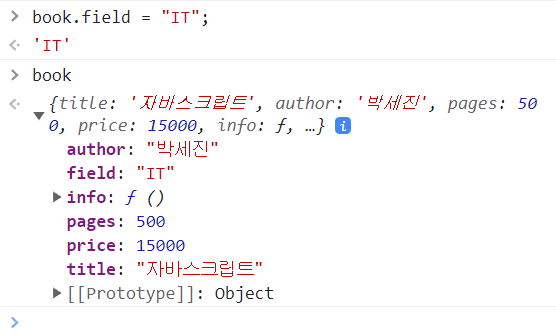 > book.field = "IT";
<· 'IT'
> book
<· {title: '자바스크립트', author: '박세진', pages: 50
▼ 0, price: 15000, info: ƒ, …} i
author: "박세진"
field: "IT"
▶ info: ƒ ()
pages: 500
price: 15000
title: "자바스크립트"
▶ [[Prototype]]: Object
>